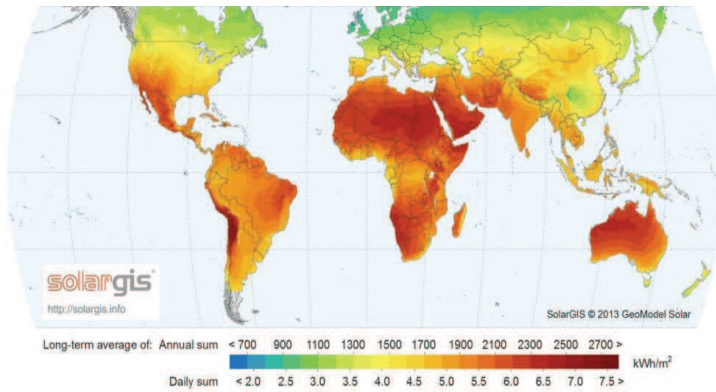 solargis
http://solargis.info
SolarGIS © 2013 GeoModel Solar
Long-term average of: Annual sum < 700 900 1100 1300 1500 1700 1900 2100 2300 2500 2700 >
kWh/m²
Daily sum < 2.0 2.5 3.0 3.5 4.0 4.5 5.0 5.5 6.0 6.5 7.0 7.5 >